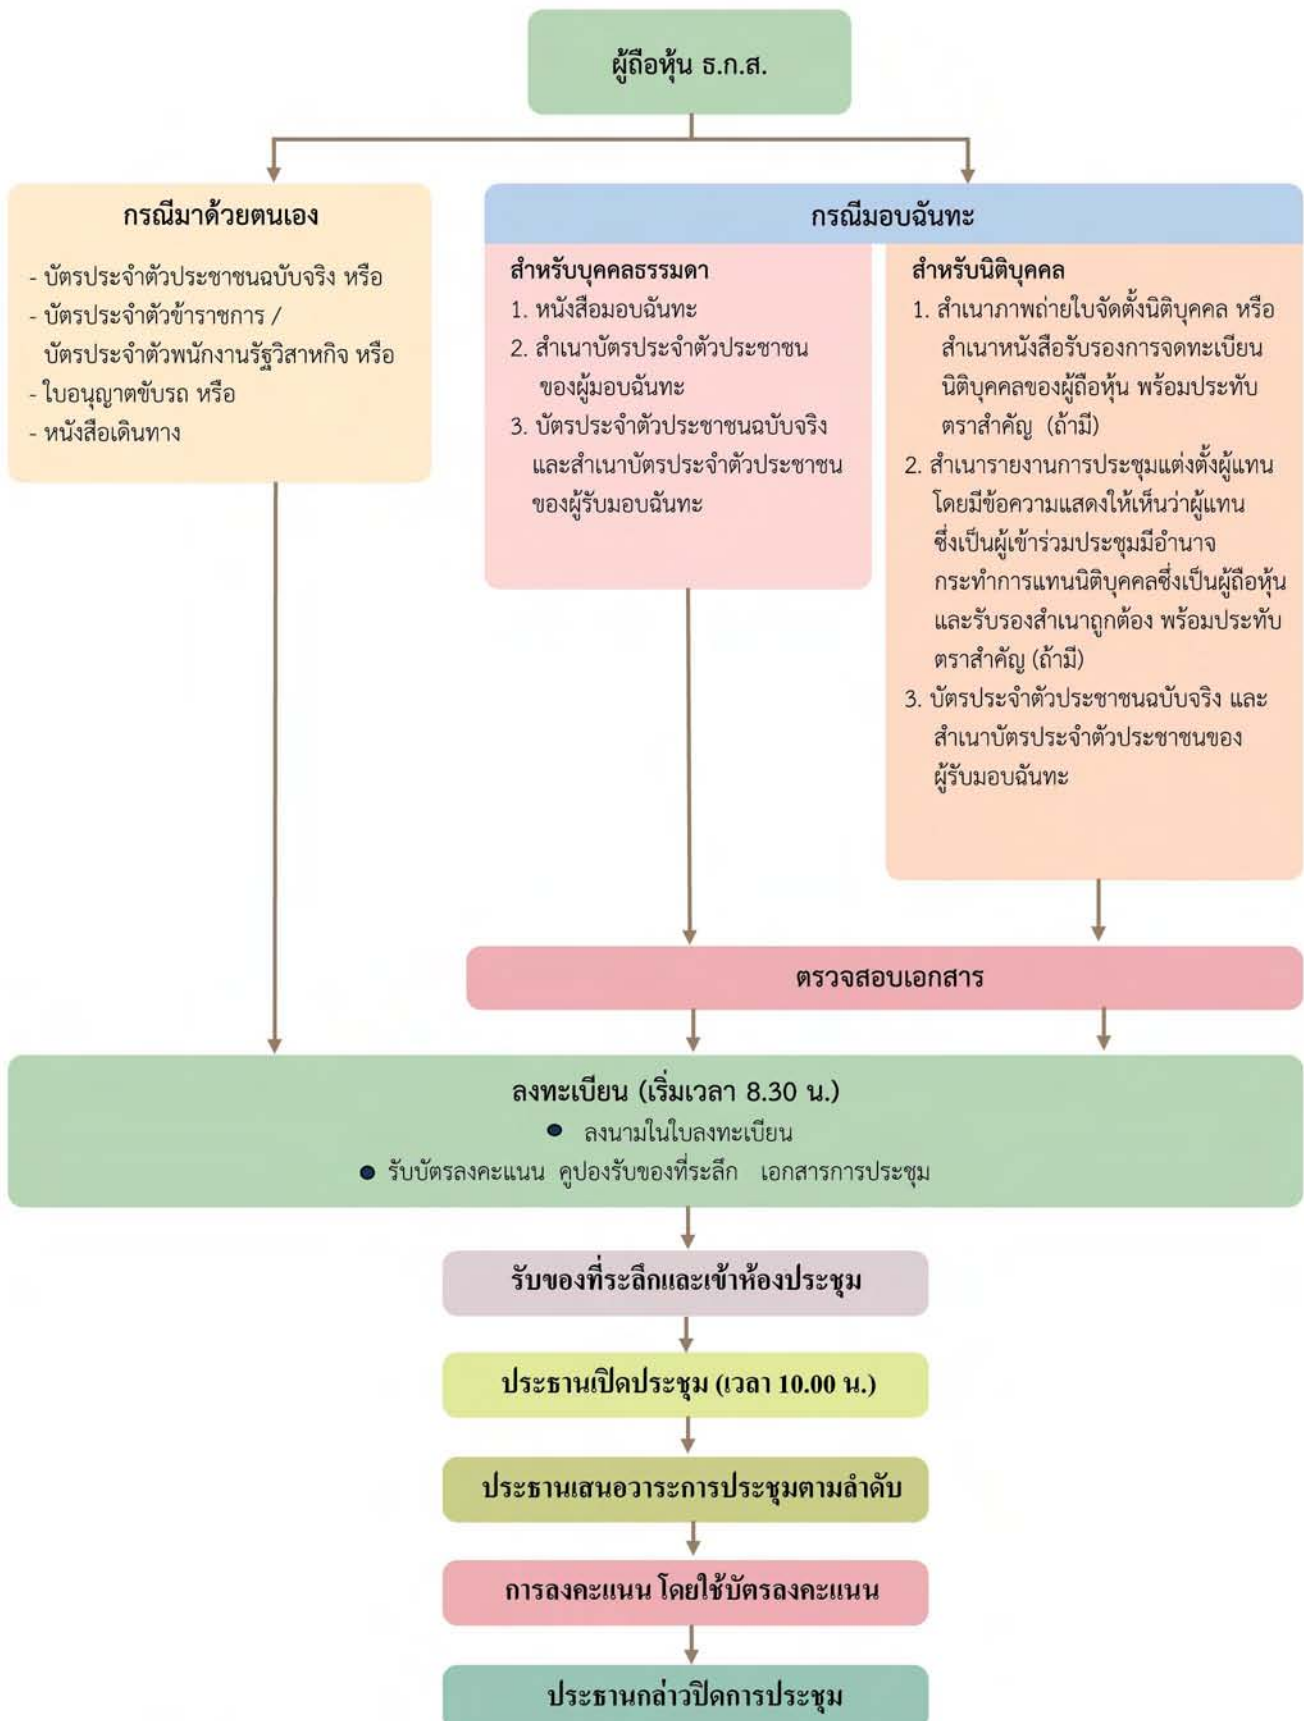 ผู้ถือหุ้น ธ.ก.ส.
กรณีมาด้วยตนเอง
- บัตรประจำตัวประชาชนฉบับจริง หรือ
- บัตรประจำตัวข้าราชการ /
บัตรประจำตัวพนักงานรัฐวิสาหกิจ หรือ
- ใบอนุญาตขับรถ หรือ
- หนังสือเดินทาง
กรณีมอบฉันทะ
สำหรับบุคคลธรรมดา
1. หนังสือมอบฉันทะ
2. สำเนาบัตรประจำตัวประชาชน
ของผู้มอบฉันทะ
3. บัตรประจำตัวประชาชนฉบับจริง
และสำเนาบัตรประจำตัวประชาชน
ของผู้รับมอบฉันทะ
สำหรับนิติบุคคล
1. สำเนาภาพถ่ายใบจัดตั้งนิติบุคคล หรือ
สำเนาหนังสือรับรองการจดทะเบียน
นิติบุคคลของผู้ถือหุ้น พร้อมประทับ
ตราสำคัญ (ถ้ามี)
2. สำเนารายงานการประชุมแต่งตั้งผู้แทน
โดยมีข้อความแสดงให้เห็นว่าผู้แทน
ซึ่งเป็นผู้เข้าร่วมประชุมมีอำนาจ
กระทำการแทนนิติบุคคลซึ่งเป็นผู้ถือหุ้น
และรับรองสำเนาถูกต้อง พร้อมประทับ
ตราสำคัญ (ถ้ามี)
3. บัตรประจำตัวประชาชนฉบับจริง และ
สำเนาบัตรประจำตัวประชาชนของ
ผู้รับมอบฉันทะ
ตรวจสอบเอกสาร
ลงทะเบียน (เริ่มเวลา 8.30 น.)
● ลงนามในใบลงทะเบียน
● รับบัตรลงคะแนน คูปองรับของที่ระลึก เอกสารการประชุม
รับของที่ระลึกและเข้าห้องประชุม
ประธานเปิดประชุม (เวลา 10.00 น.)
ประธานเสนอวาระการประชุมตามลำดับ
การลงคะแนน โดยใช้บัตรลงคะแนน
ประธานกล่าวปิดการประชุม